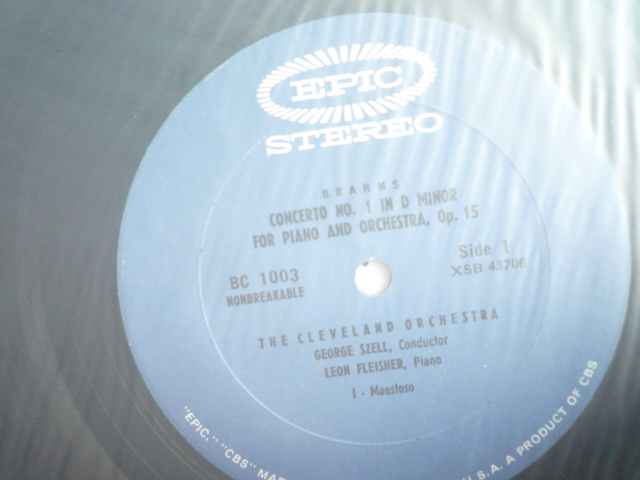 EPIC
STEREO
BRAHMS
CONCERTO NO. 1 IN D MINOR
FOR PIANO AND ORCHESTRA, Op. 15
Side 1
XSB 43706
BC 1003
NONBREAKABLE
THE CLEVELAND ORCHESTRA
GEORGE SZELL, Conductor
LEON FLEISHER, Piano
I - Maestoso
"EPIC," "CBS"
U.S.A. A PRODUCT OF CBS